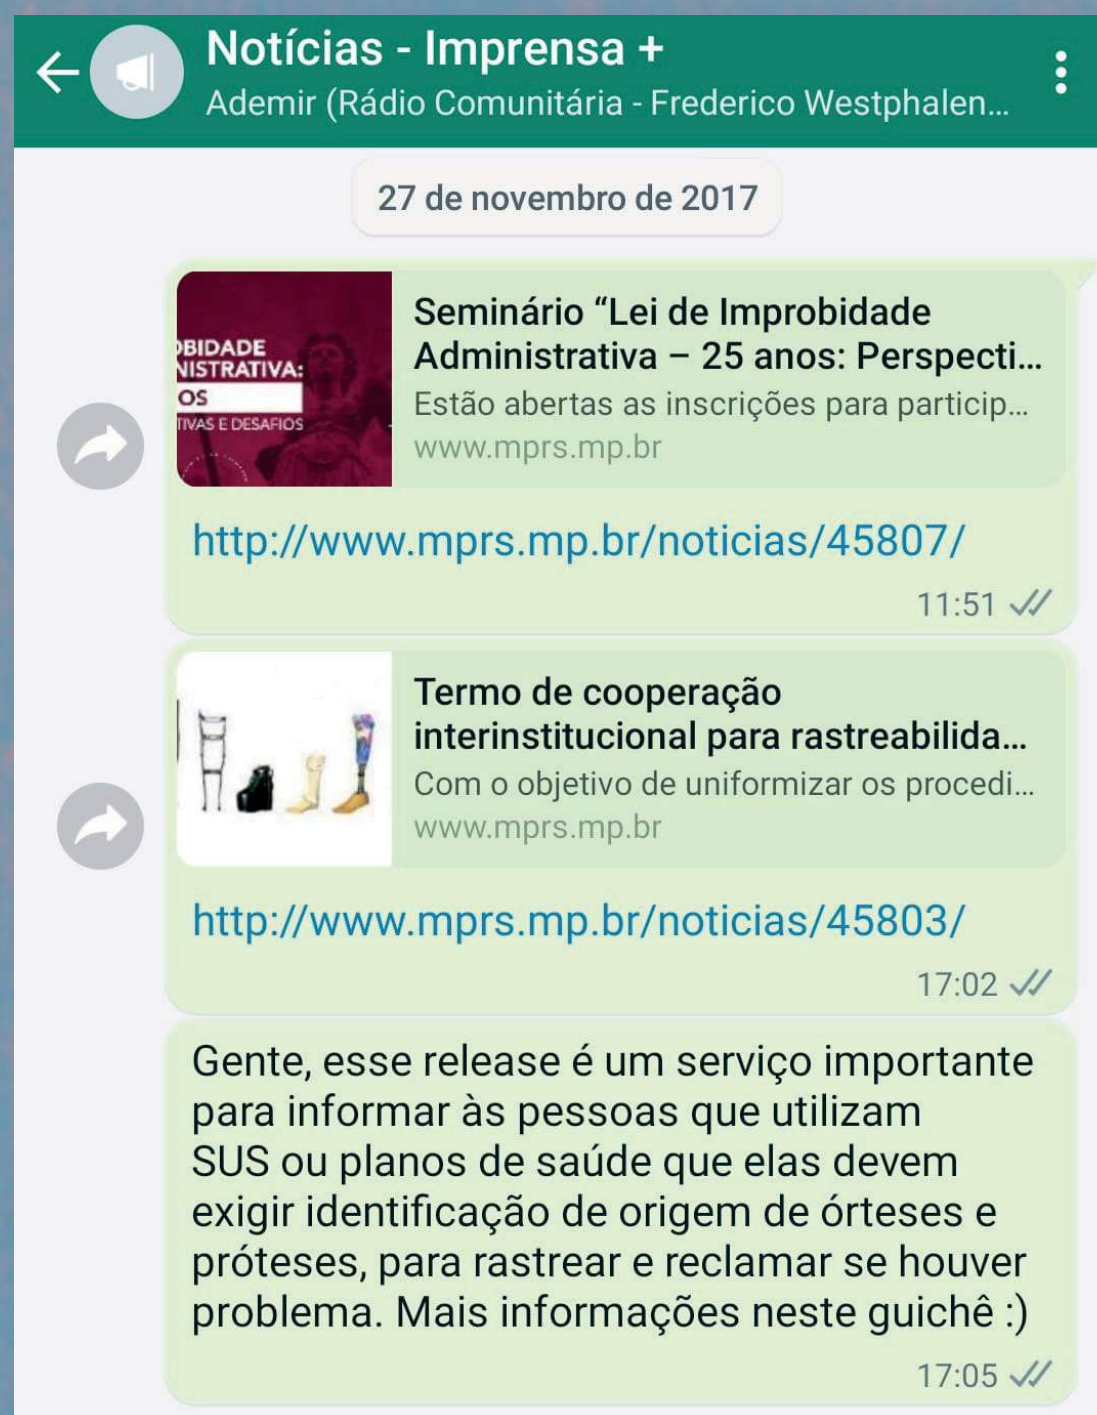 Notícias - Imprensa +
Ademir (Rádio Comunitária - Frederico Westphalen...
27 de novembro de 2017
OBIDADE
NISTRATIVA:
OS
TIVAS E DESAFIOS
Seminário “Lei de Improbidade
Administrativa – 25 anos: Perspecti...
Estão abertas as inscrições para particip...
www.mprs.mp.br
http://www.mprs.mp.br/noticias/45807/
11:51
Termo de cooperação
interinstitucional para rastreabilida...
Com o objetivo de uniformizar os procedi...
www.mprs.mp.br
http://www.mprs.mp.br/noticias/45803/
17:02
Gente, esse release é um serviço importante
para informar às pessoas que utilizam
SUS ou planos de saúde que elas devem
exigir identificação de origem de órteses e
próteses, para rastrear e reclamar se houver
problema. Mais informações neste guichê :)
17:05